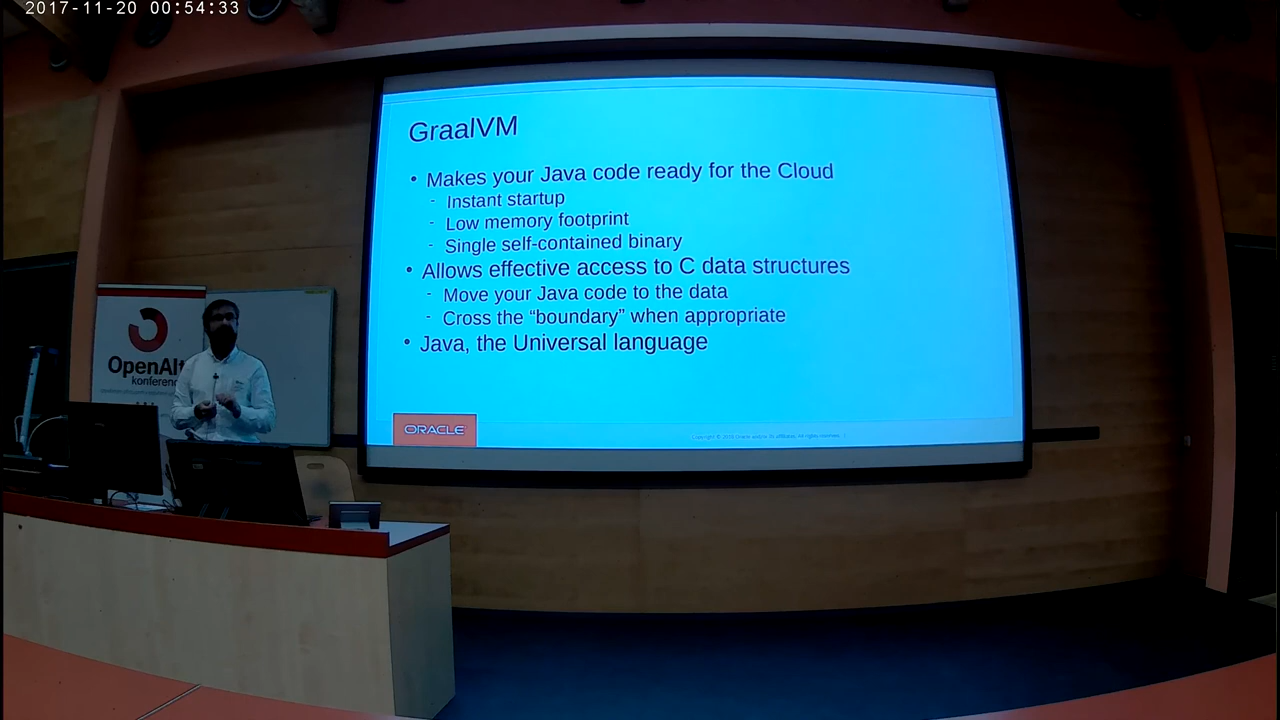 2017-11-20 00:54:33
GraalVM
• Makes your Java code ready for the Cloud
- Instant startup
- Low memory footprint
- Single self-contained binary
• Allows effective access to C data structures
- Move your Java code to the data
- Cross the “boundary” when appropriate
• Java, the Universal language
ORACLE
OpenAlt
konferen